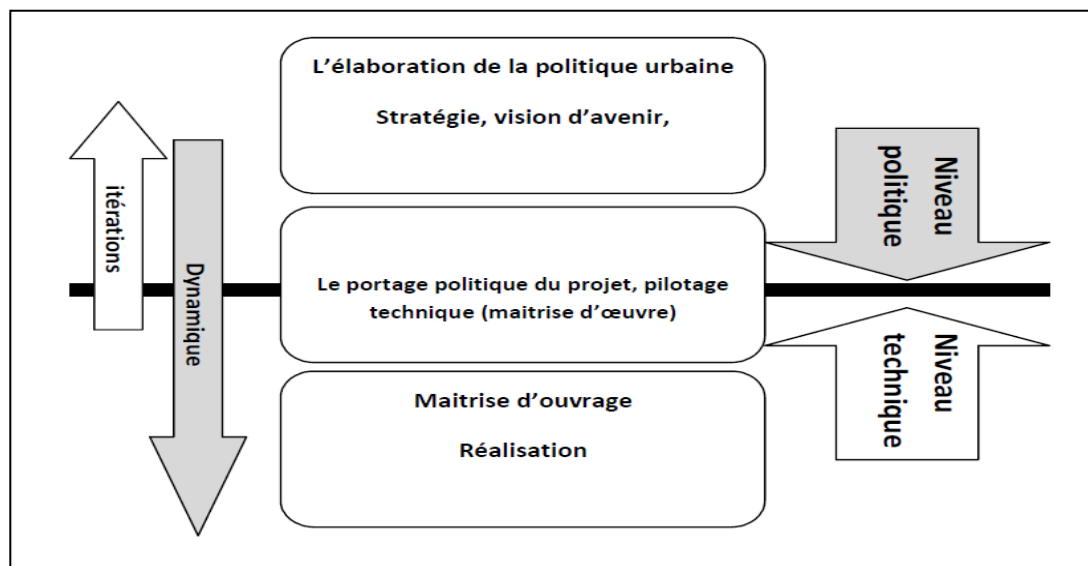 L'élaboration de la politique urbaine
Stratégie, vision d'avenir,
itérations
Dynamique
Le portage politique du projet, pilotage
technique (maitrise d'œuvre)
Niveau
politique
Niveau
technique
Maitrise d'ouvrage
Réalisation